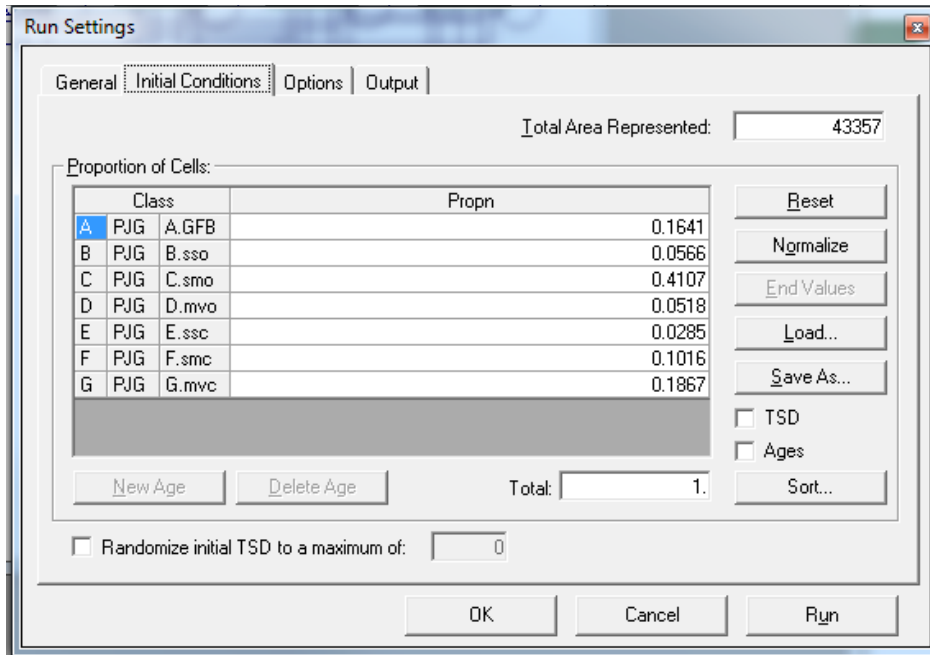 Run Settings
General Initial Conditions Options Output
Total Area Represented: 43357
Proportion of Cells:
Class Propn
A PJG A.GFB 0.1641
B PJG B.sso 0.0566
C PJG C.smo 0.4107
D PJG D.mvo 0.0518
E PJG E.ssc 0.0285
F PJG F.smc 0.1016
G PJG G.mvc 0.1867
Reset
Normalize
End Values
Load...
Save As...
TSD
Ages
New Age Delete Age Total: 1. Sort...
Randomize initial TSD to a maximum of: 0
OK Cancel Run